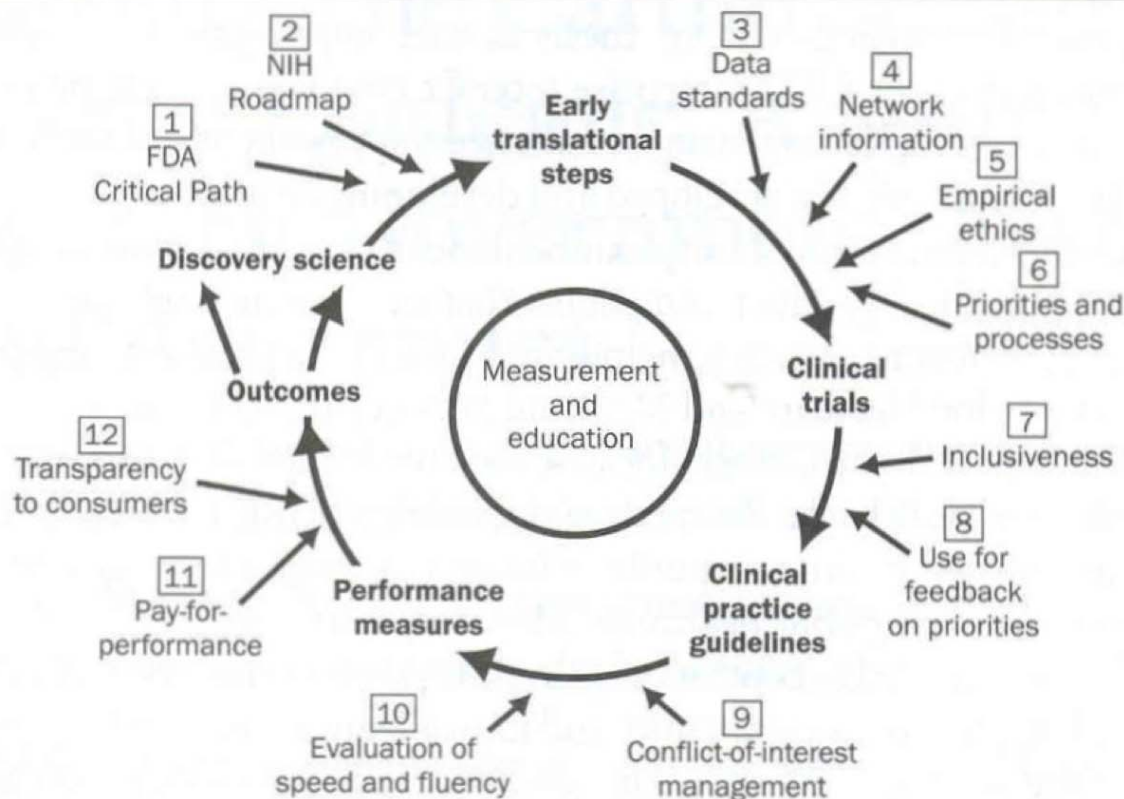 1
FDA
Critical Path
2
NIH
Roadmap
Early
translational
steps
3
Data
standards
4
Network
information
5
Empirical
ethics
6
Priorities and
processes
Clinical
trials
7
Inclusiveness
8
Use for
feedback
on priorities
Clinical
practice
guidelines
9
Conflict-of-interest
management
10
Evaluation of
speed and fluency
Performance
measures
11
Pay-for-
performance
12
Transparency
to consumers
Outcomes
Discovery science
Measurement
and
education